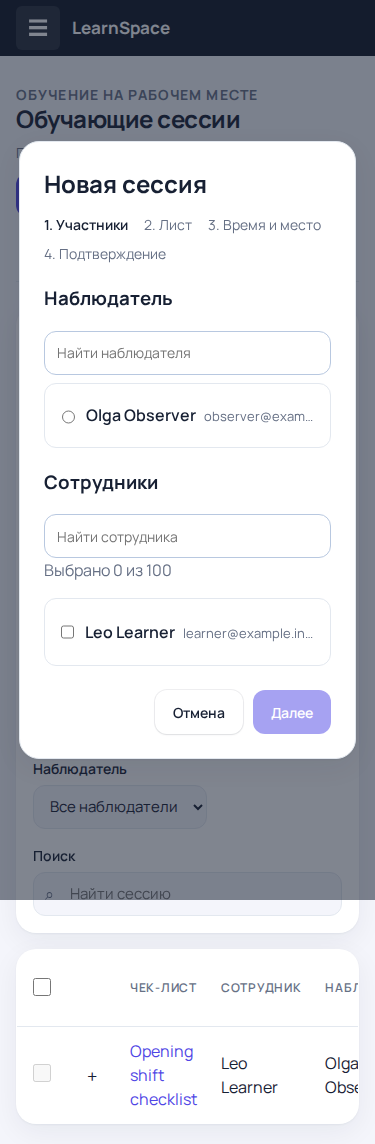 ☰ LearnSpace
ОБУЧЕНИЕ НА РАБОЧЕМ МЕСТЕ
Обучающие сессии
Новая сессия
1. Участники 2. Лист 3. Время и место
4. Подтверждение
Наблюдатель
Найти наблюдателя
Olga Observer observer@exam...
Сотрудники
Найти сотрудника
Выбрано 0 из 100
Leo Learner learner@example.in...
Отмена Далее
Наблюдатель
Все наблюдатели
Поиск
Найти сессию
ЧЕК-ЛИСТ СОТРУДНИК НАБЛ
+ Opening shift checklist Leo Learner Olga Obse